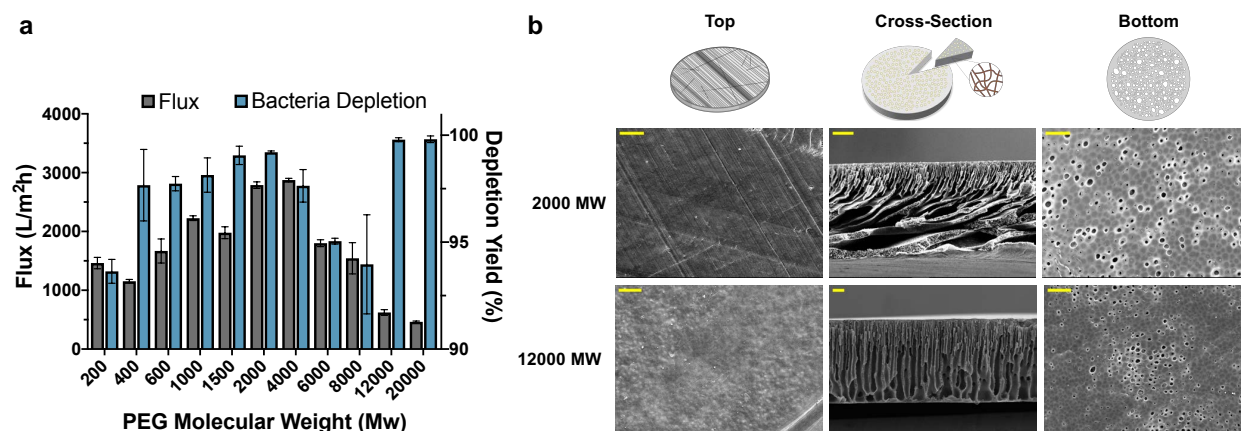 a
Flux
Bacteria Depletion
Flux (L/m²h)
4000
3000
2000
1000
0
Depletion Yield (%)
100
95
90
200
400
600
1000
1500
2000
4000
6000
8000
12000
20000
PEG Molecular Weight (Mw)
b
Top
Cross-Section
Bottom
2000 MW
12000 MW